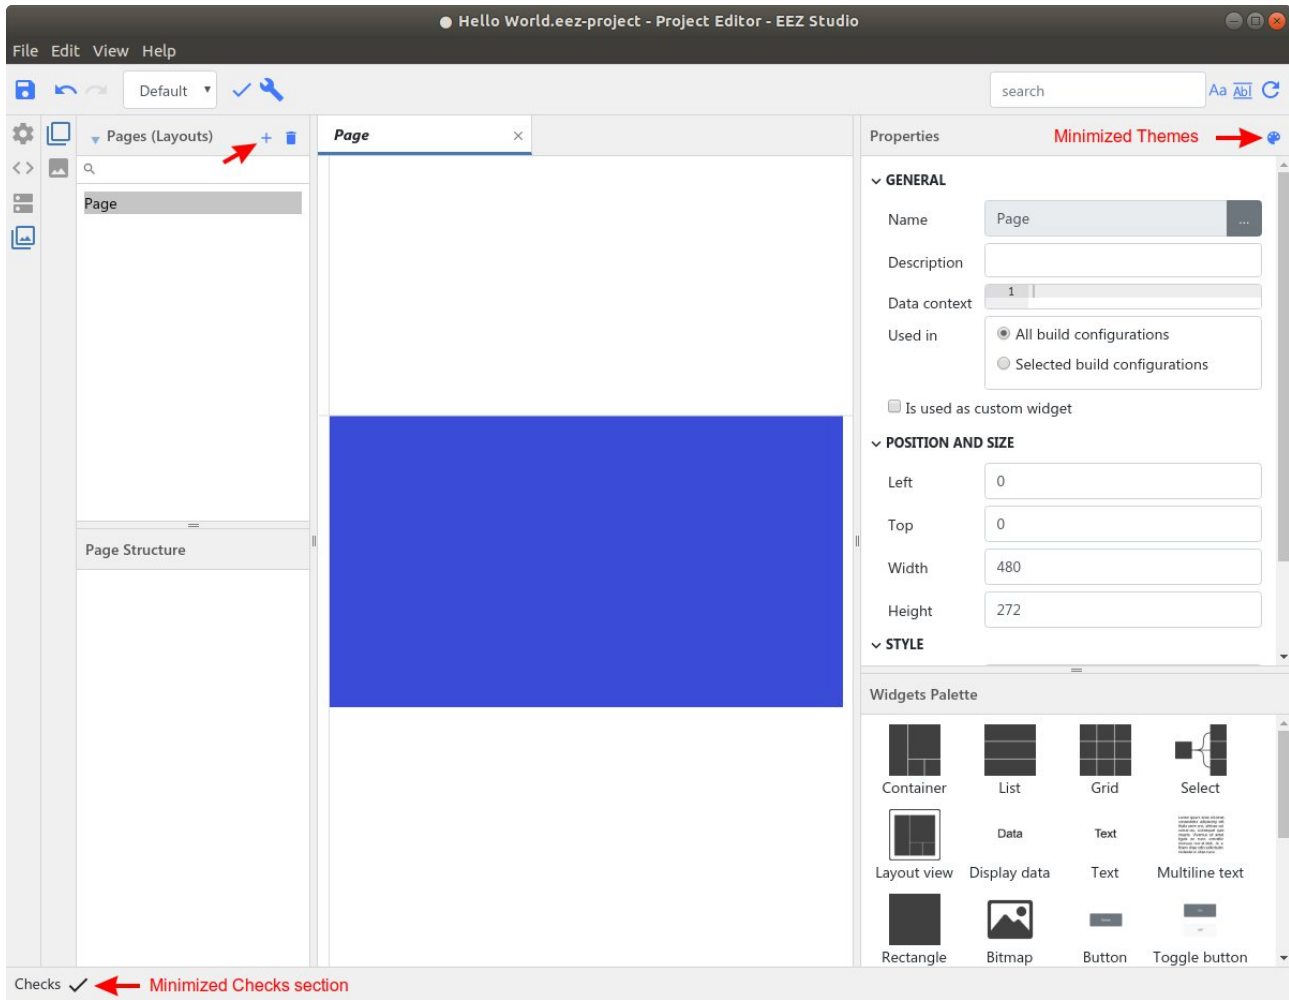 Hello World.eez-project - Project Editor - EEZ Studio
File Edit View Help
Default
search
Aa Abl
Pages (Layouts)
Page
Properties
Minimized Themes
Page
GENERAL
Name
Page
...
Description
Data context
1
Used in
All build configurations
Selected build configurations
Is used as custom widget
POSITION AND SIZE
Left
0
Top
0
Width
480
Height
272
STYLE
Page Structure
Widgets Palette
Container
List
Grid
Select
Data
Text
Layout view
Display data
Text
Multiline text
Rectangle
Bitmap
Button
Toggle button
Checks
Minimized Checks section